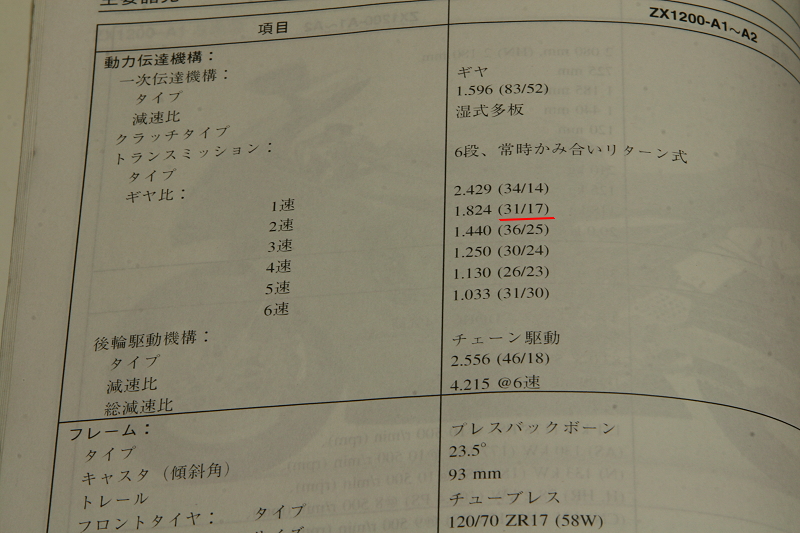 項目 ZX1200-A1～A2
動力伝達機構：
一次伝達機構：
タイプ ギヤ
減速比 1.596 (83/52)
クラッチタイプ 湿式多板
トランスミッション：
タイプ 6段、常時かみ合いリターン式
ギヤ比：
1速 2.429 (34/14)
2速 1.824 (31/17)
3速 1.440 (36/25)
4速 1.250 (30/24)
5速 1.130 (26/23)
6速 1.033 (31/30)
後輪駆動機構：
タイプ チェーン駆動
減速比 2.556 (46/18)
総減速比 4.215 @6速
フレーム：
タイプ プレスバックボーン
キャスタ（傾斜角） 23.5°
トレール 93 mm
フロントタイヤ： タイプ チューブレス
サイズ 120/70 ZR17 (58W)